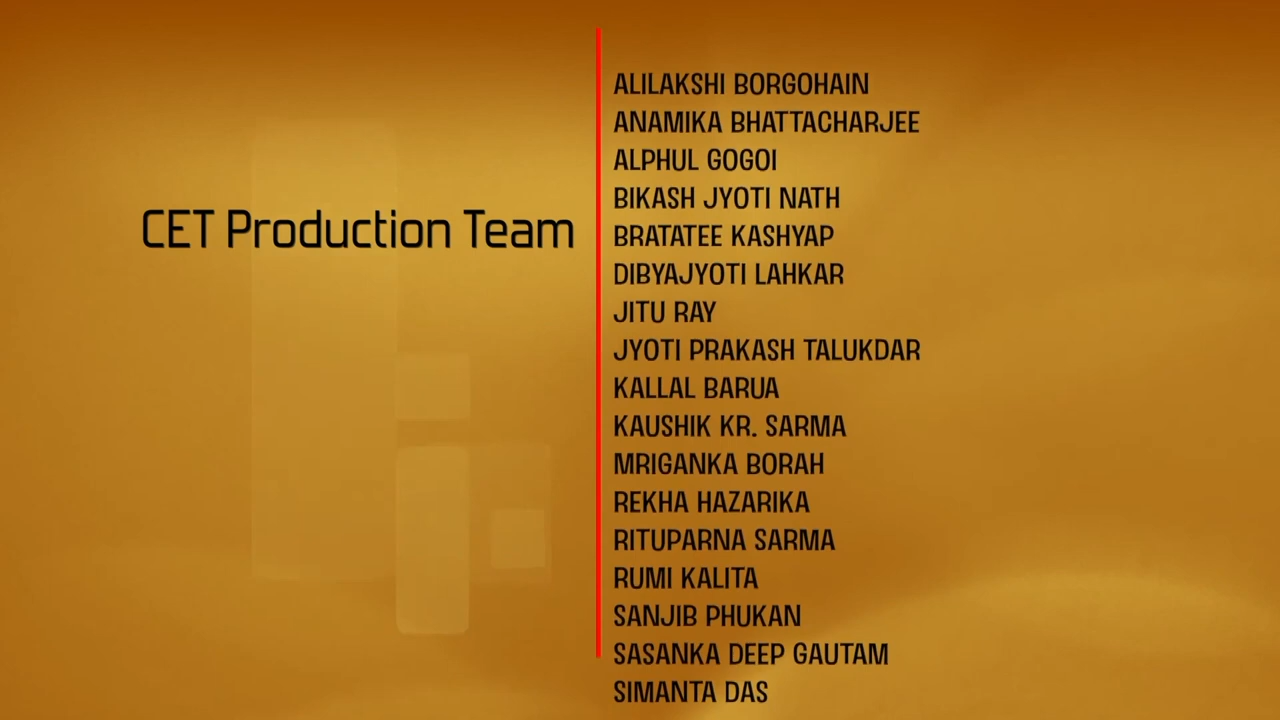 CET Production Team
ALILAKSHI BORGOHAIN
ANAMIKA BHATTACHARJEE
ALPHUL GOGOI
BIKASH JYOTI NATH
BRATATEE KASHYAP
DIBYAJYOTI LAHKAR
JITU RAY
JYOTI PRAKASH TALUKDAR
KALLAL BARUA
KAUSHIK KR. SARMA
MRIGANKA BORAH
REKHA HAZARIKA
RITUPARNA SARMA
RUMI KALITA
SANJIB PHUKAN
SASANKA DEEP GAUTAM
SIMANTA DAS